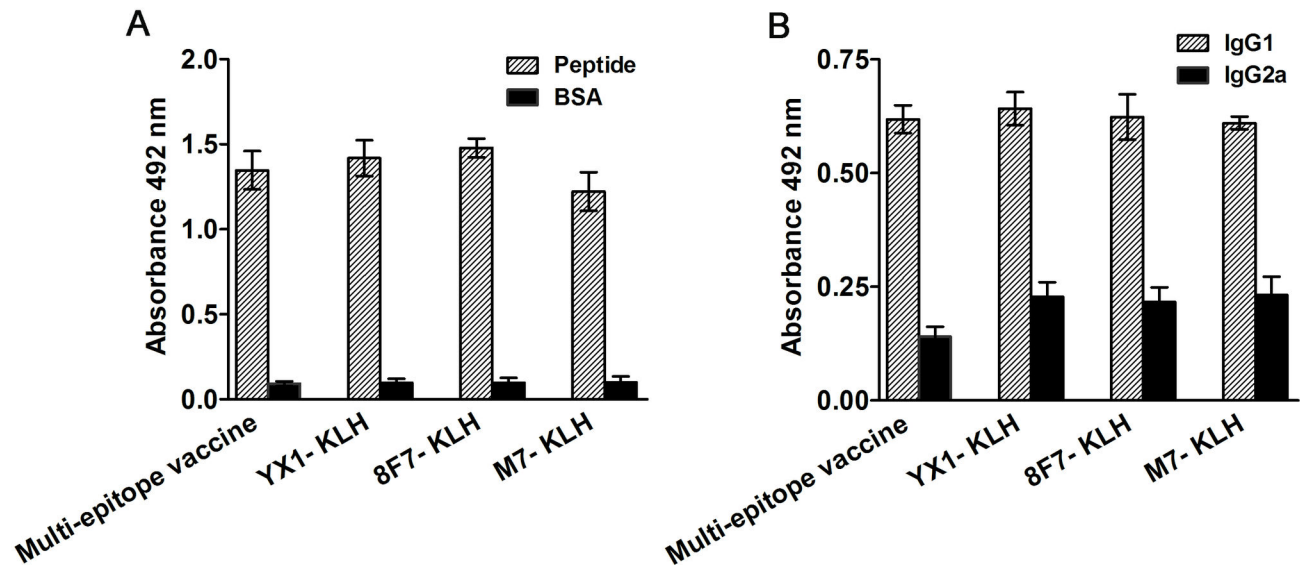 A
Absorbance 492 nm
2.0
1.5
1.0
0.5
0.0
Peptide
BSA
Multi-epitope vaccine
YX1- KLH
8F7- KLH
M7- KLH
B
Absorbance 492 nm
0.75
0.50
0.25
0.00
IgG1
IgG2a
Multi-epitope vaccine
YX1- KLH
8F7- KLH
M7- KLH